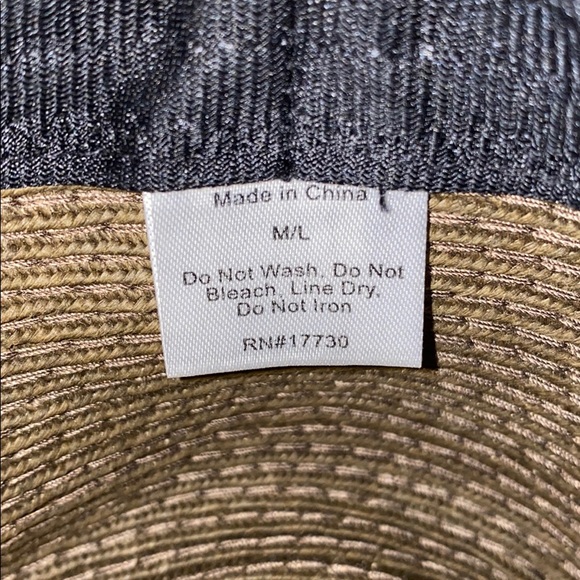 Made in China
M/L
Do Not Wash, Do Not
Bleach, Line Dry,
Do Not Iron
RN#17730